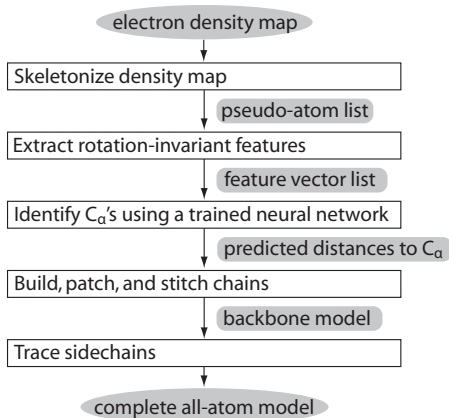 electron density map
Skeletonize density map
pseudo-atom list
Extract rotation-invariant features
feature vector list
Identify Cα's using a trained neural network
predicted distances to Cα
Build, patch, and stitch chains
backbone model
Trace sidechains
complete all-atom model